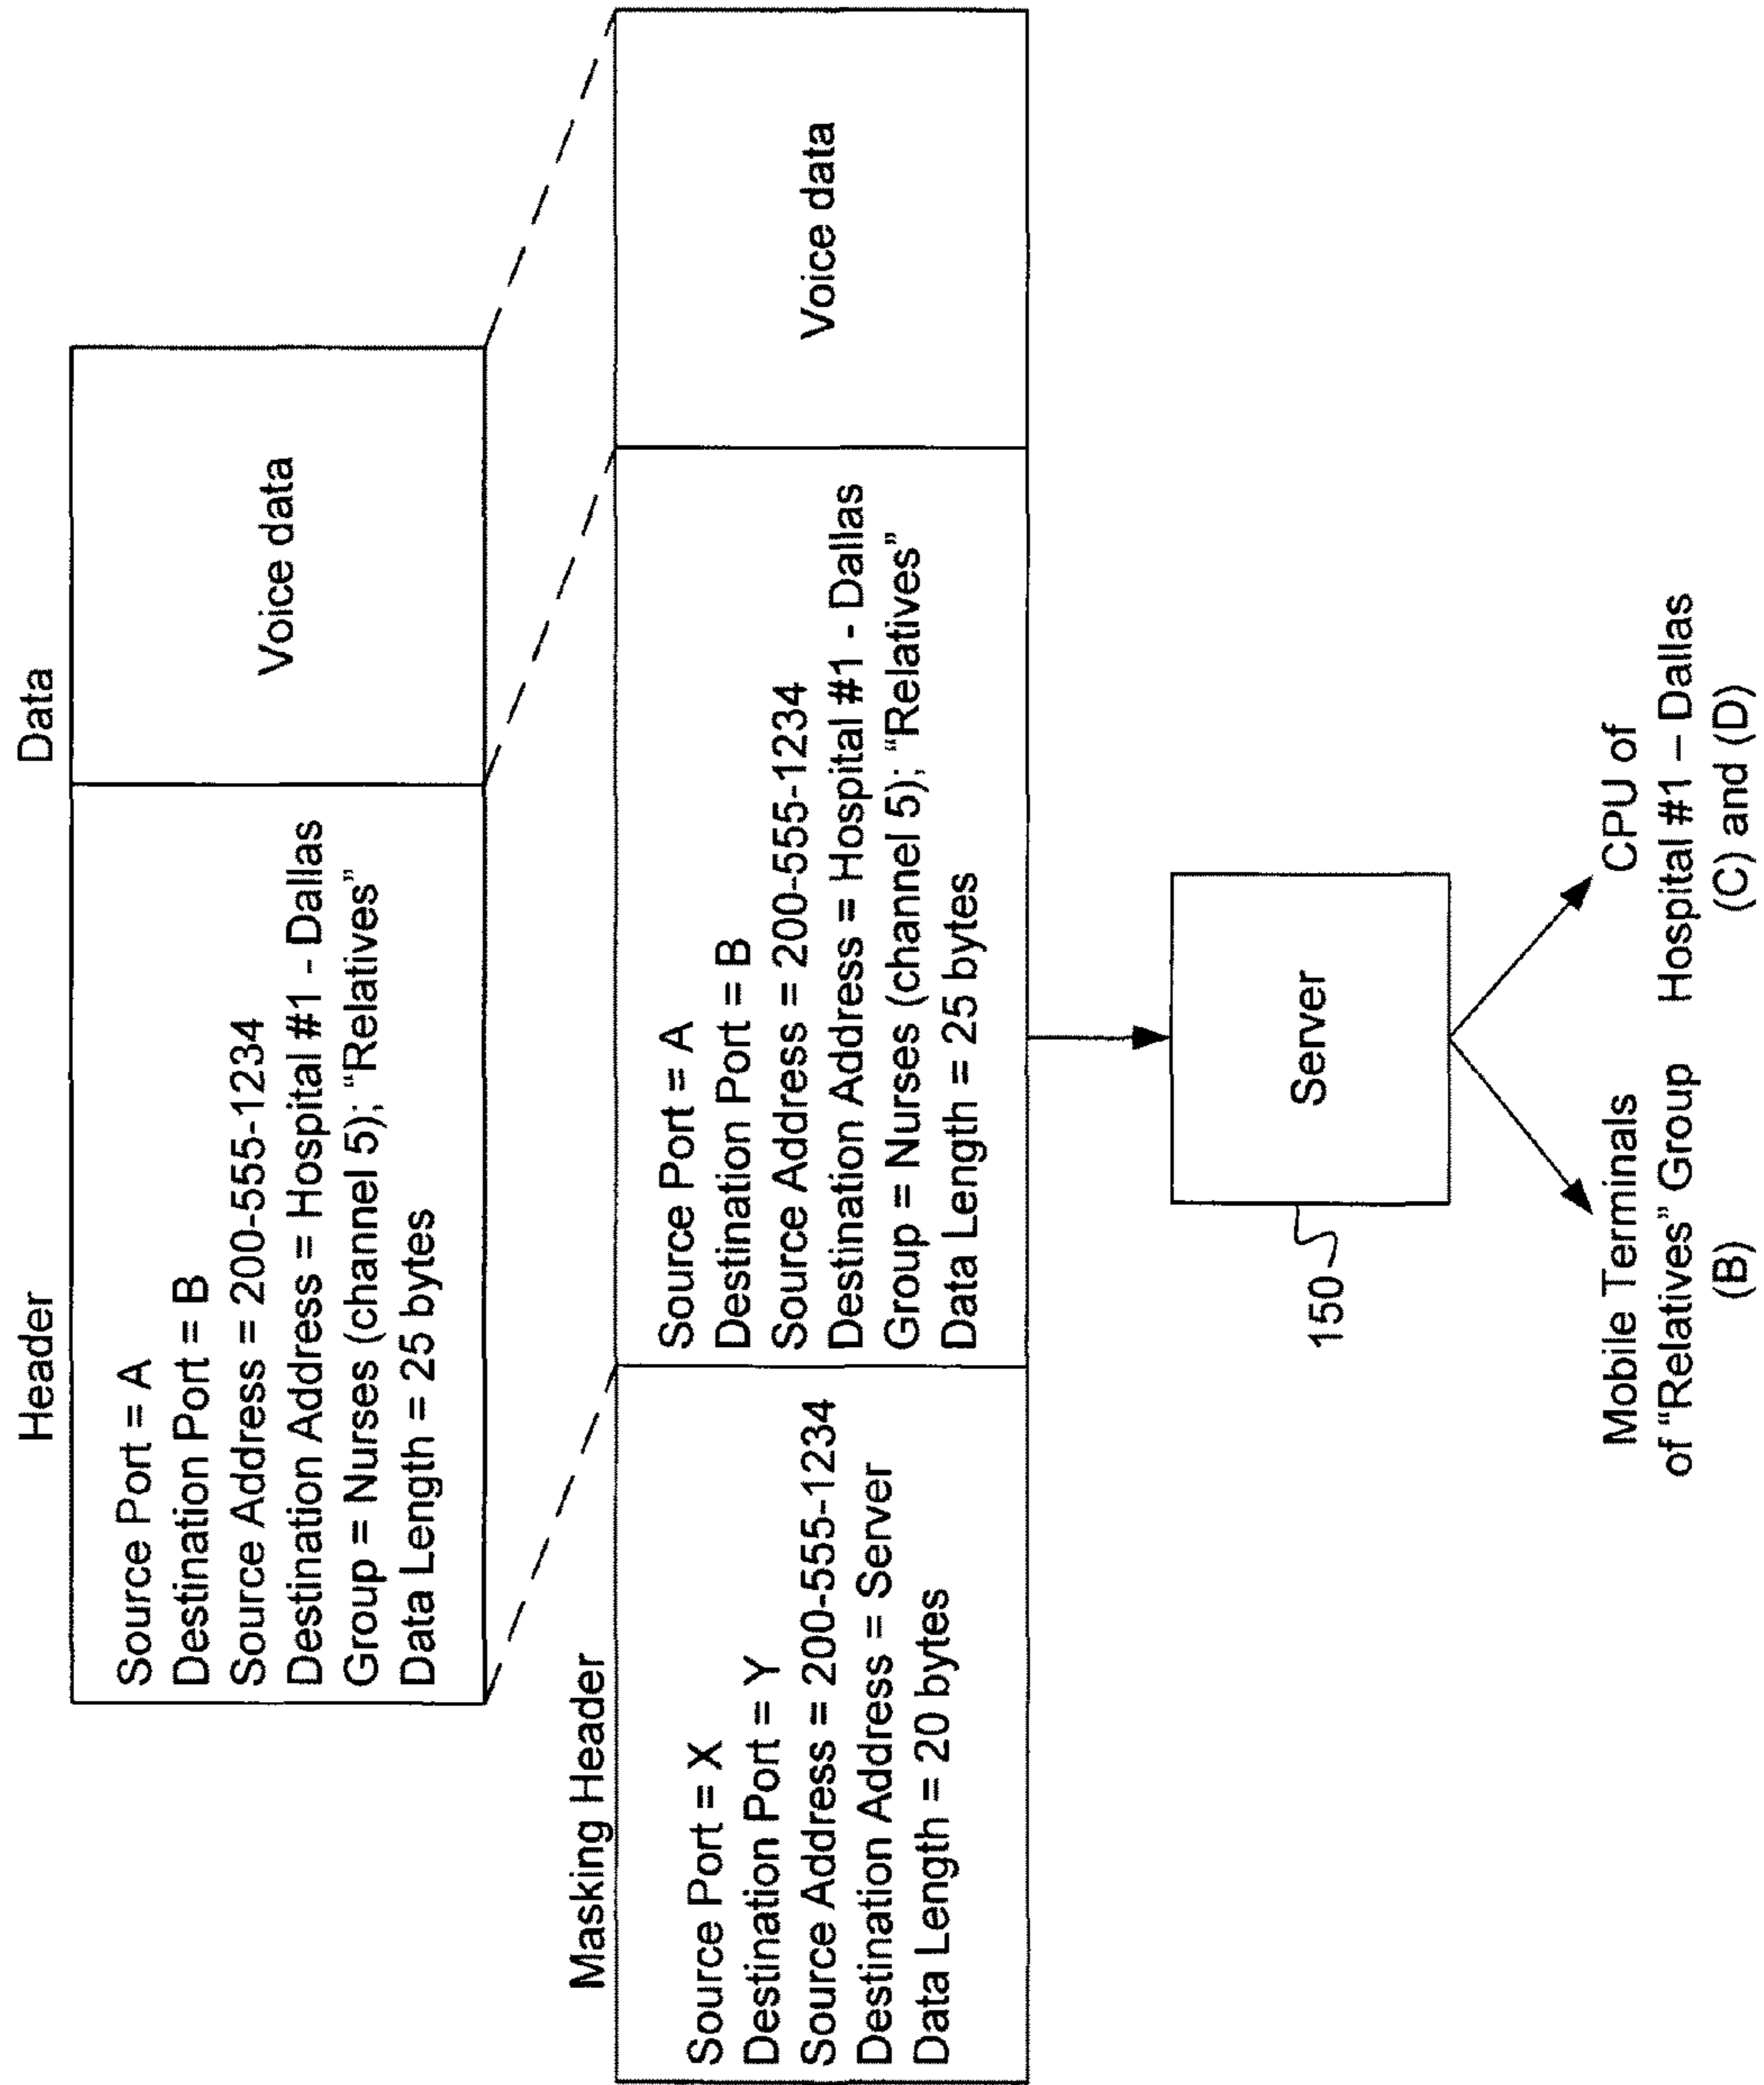 Header
Data
Source Port = A
Destination Port = B
Source Address = 200-555-1234
Destination Address = Hospital #1 - Dallas
Group = Nurses (channel 5); “Relatives”
Data Length = 25 bytes
Voice data
Masking Header
Source Port = X
Destination Port = Y
Source Address = 200-555-1234
Destination Address = Server
Data Length = 20 bytes
Source Port = A
Destination Port = B
Source Address = 200-555-1234
Destination Address = Hospital #1 - Dallas
Group = Nurses (channel 5); “Relatives”
Data Length = 25 bytes
Voice data
150
Server
Mobile Terminals
of “Relatives” Group
(B)
CPU of
Hospital #1 – Dallas
(C) and (D)